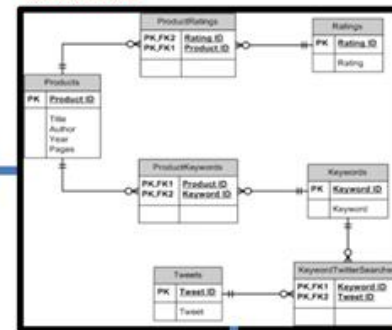 ProductRatings
PK,FK2 Rating ID
PK,FK1 Product ID
Ratings
PK Rating ID
Rating
Products
PK Product ID
Title
Author
Year
Pages
ProductKeywords
PK,FK1 Product ID
PK,FK2 Keyword ID
Keywords
PK Keyword ID
Keyword
Tweets
PK Tweet ID
Tweet
KeywordTwitterSearches
PK,FK1 Keyword ID
PK,FK2 Tweet ID